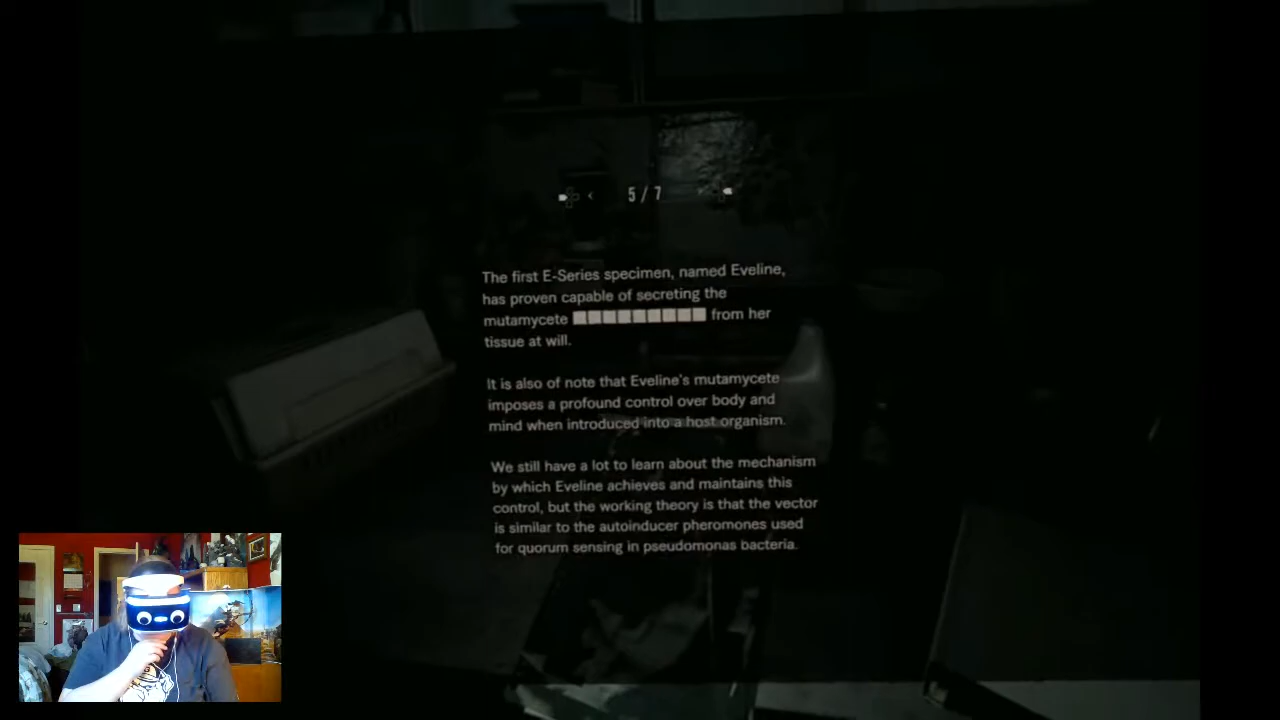 5 / 7
The first E-Series specimen, named Eveline,
has proven capable of secreting the
mutamycete ■■■■■■■■■ from her
tissue at will.
It is also of note that Eveline's mutamycete
imposes a profound control over body and
mind when introduced into a host organism.
We still have a lot to learn about the mechanism
by which Eveline achieves and maintains this
control, but the working theory is that the vector
is similar to the autoinducer pheromones used
for quorum sensing in pseudomonas bacteria.